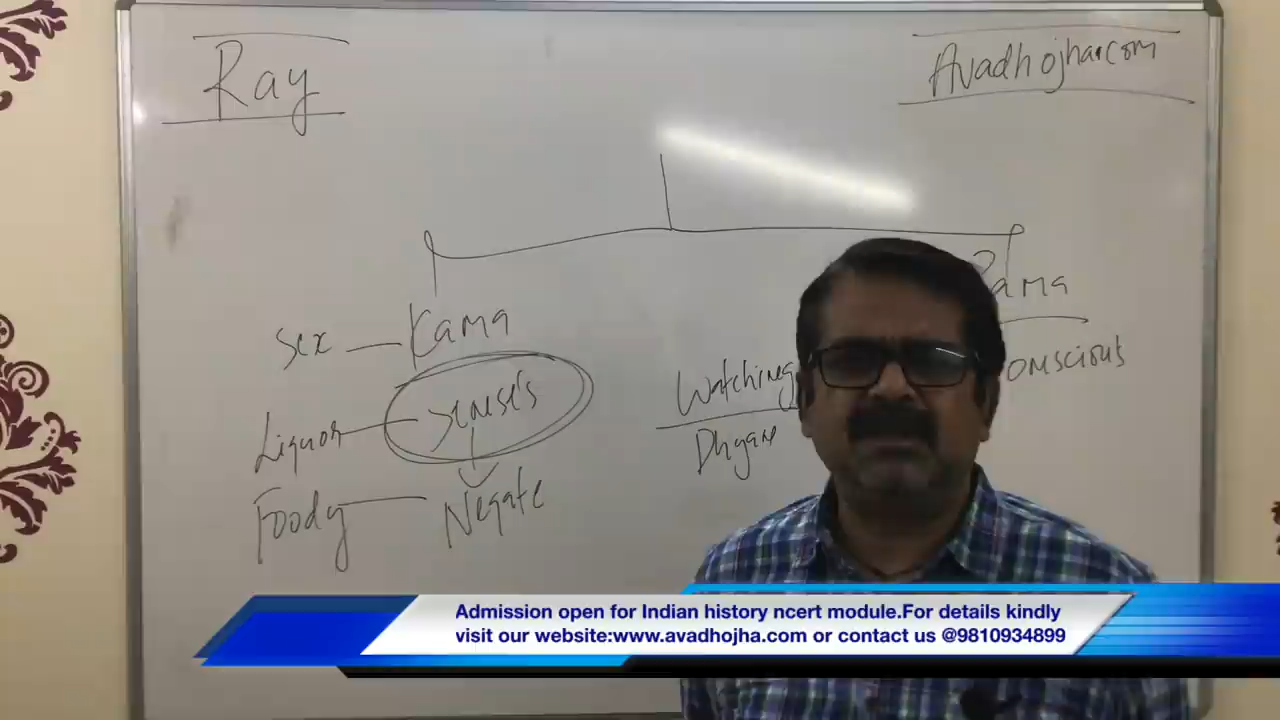 Ray
Avadhojha.com
Sex — Kama
Rama
Liquor — Sense's
Watching
Conscious
Dhyan
Foody — Negate
Admission open for Indian history ncert module.For details kindly
visit our website:www.avadhojha.com or contact us @9810934899